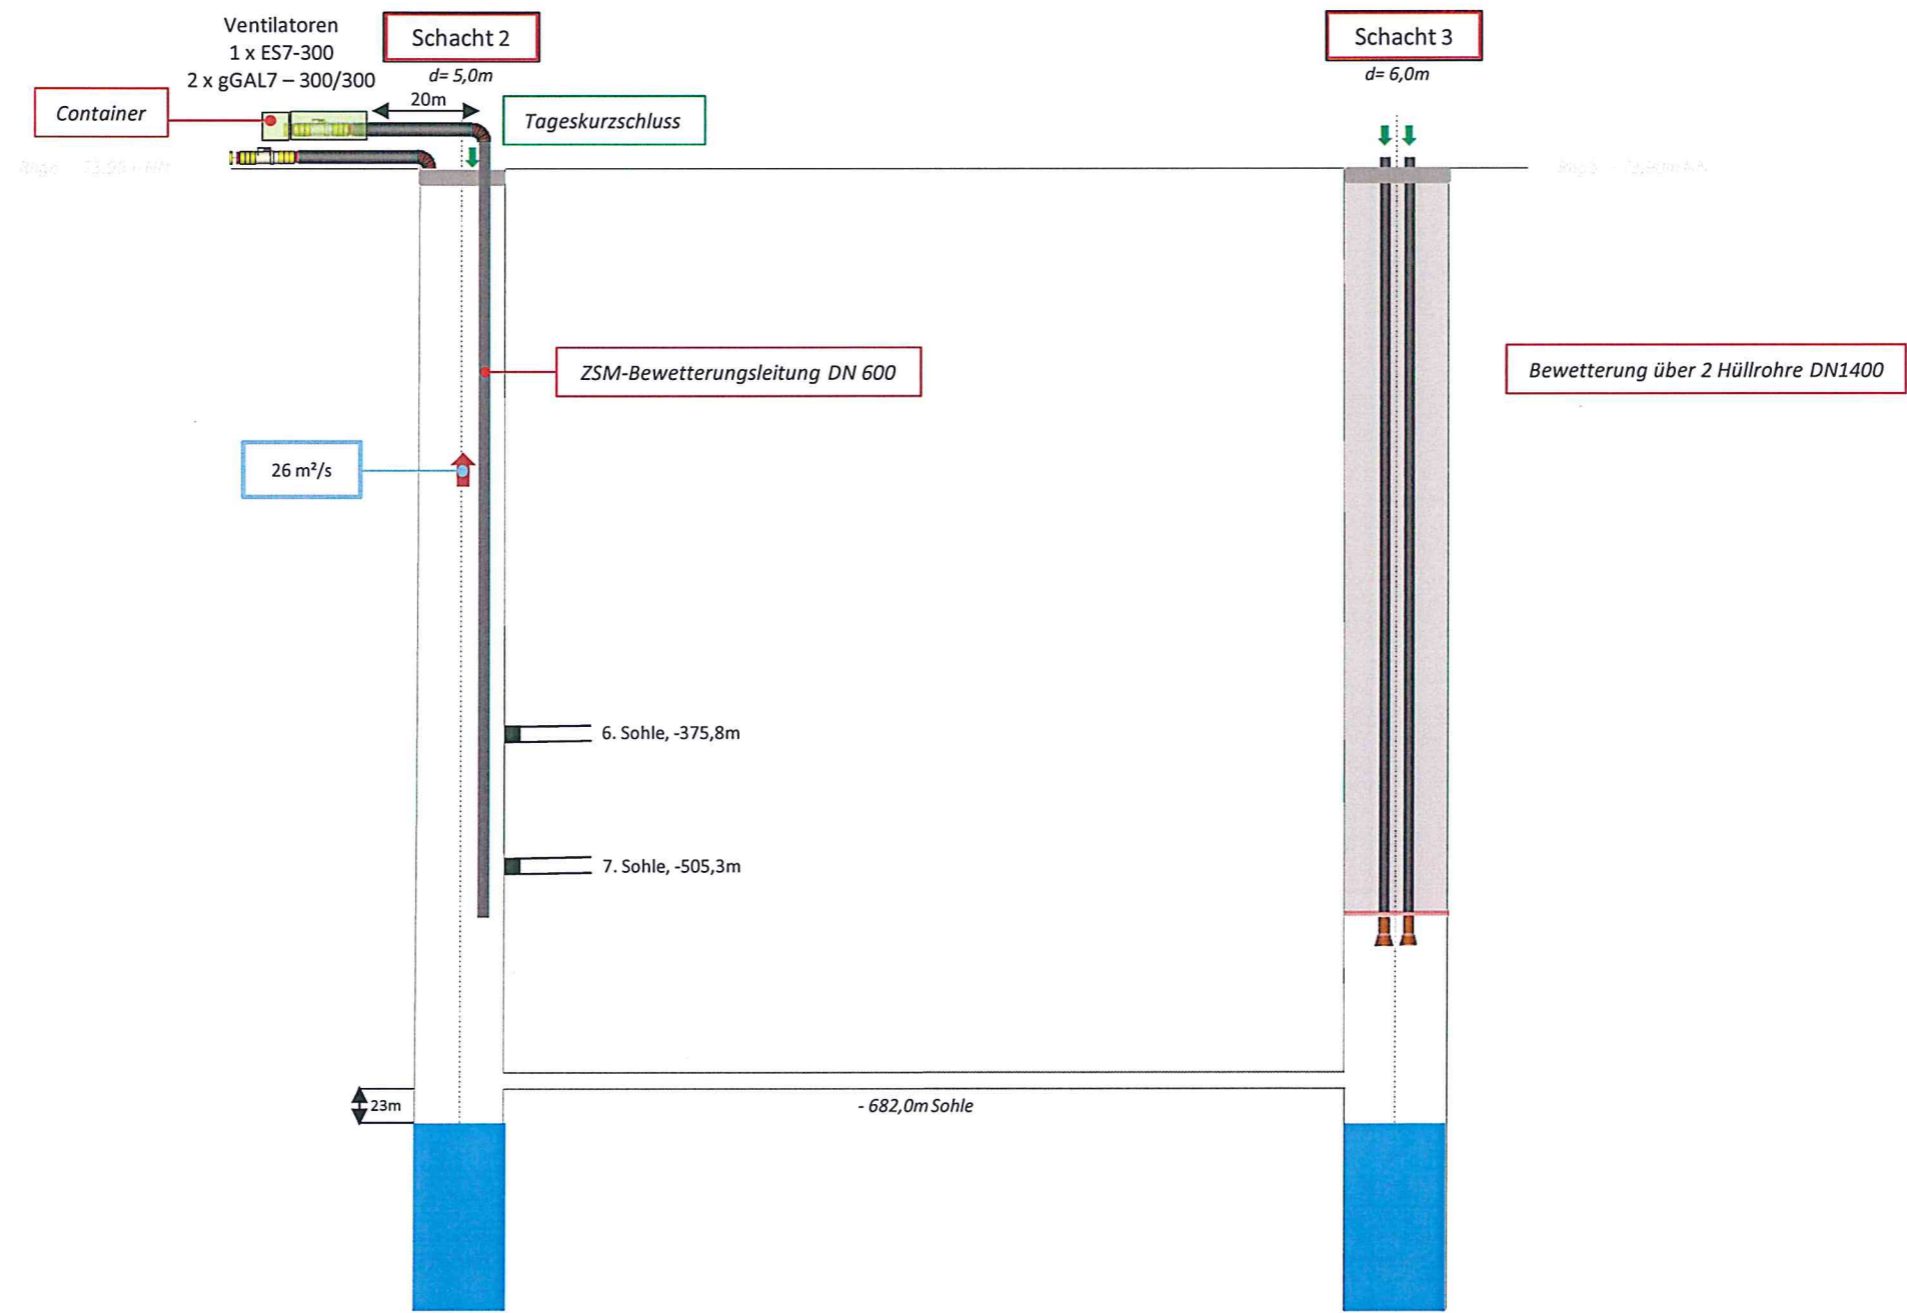 Ventilatoren
1 x ES7-300
2 x gGAL7 – 300/300
Schacht 2
d= 5,0m
Schacht 3
d= 6,0m
Container
20m
Tageskurzschluss
ZSM-Bewetterungsleitung DN 600
Bewetterung über 2 Hüllrohre DN1400
26 m²/s
6. Sohle, -375,8m
7. Sohle, -505,3m
23m
- 682,0m Sohle